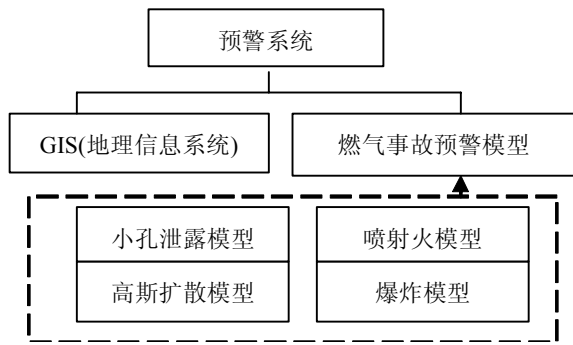 预警系统
GIS(地理信息系统)
燃气事故预警模型
小孔泄露模型
喷射火模型
高斯扩散模型
爆炸模型